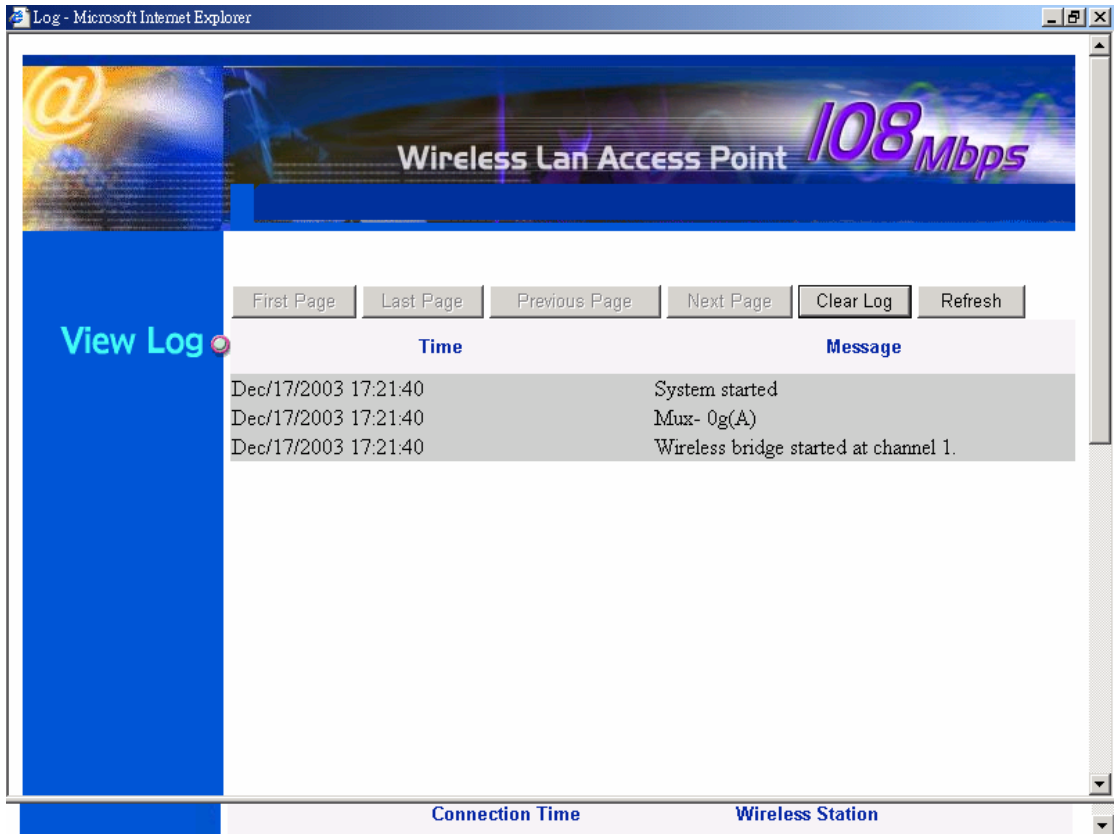 Log - Microsoft Internet Explorer
@
Wireless Lan Access Point 108Mbps
First Page Last Page Previous Page Next Page Clear Log Refresh
View Log
Time Message
Dec/17/2003 17:21:40 System started
Dec/17/2003 17:21:40 Mux- 0g(A)
Dec/17/2003 17:21:40 Wireless bridge started at channel 1.
Connection Time Wireless Station